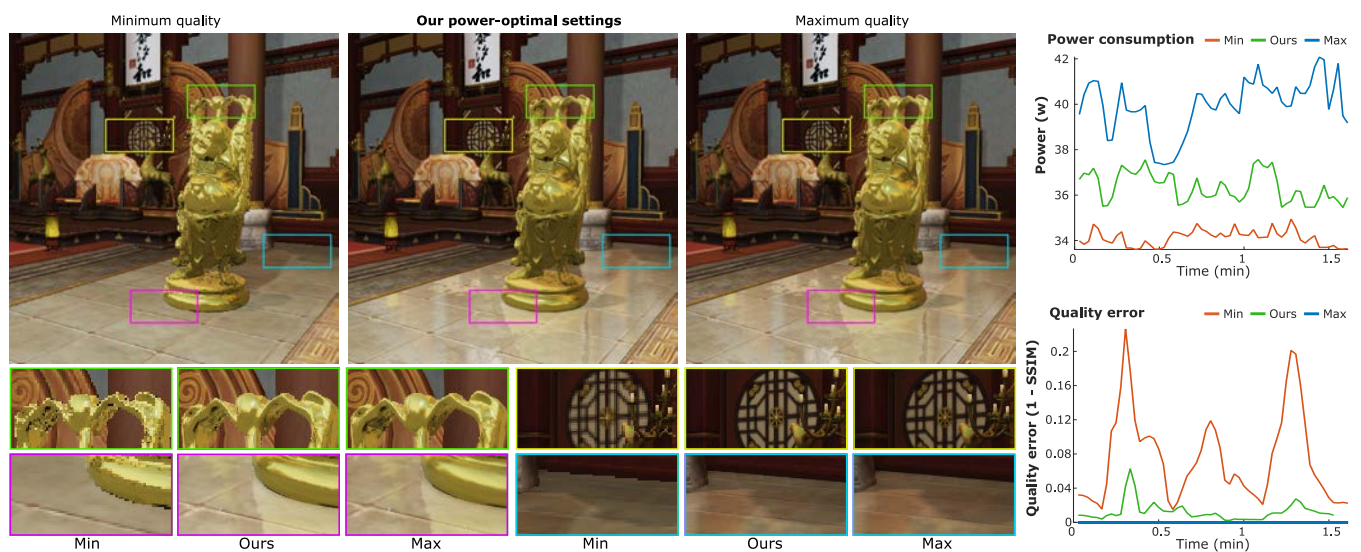 Minimum quality
Our power-optimal settings
Maximum quality
Power consumption
Min
Ours
Max
42
40
38
36
34
Power (w)
0
0.5
1
1.5
Time (min)
Quality error
Min
Ours
Max
0.2
0.16
0.12
0.08
0.04
0
Quality error (1 - SSIM)
0
0.5
1
1.5
Time (min)
Min
Ours
Max
Min
Ours
Max